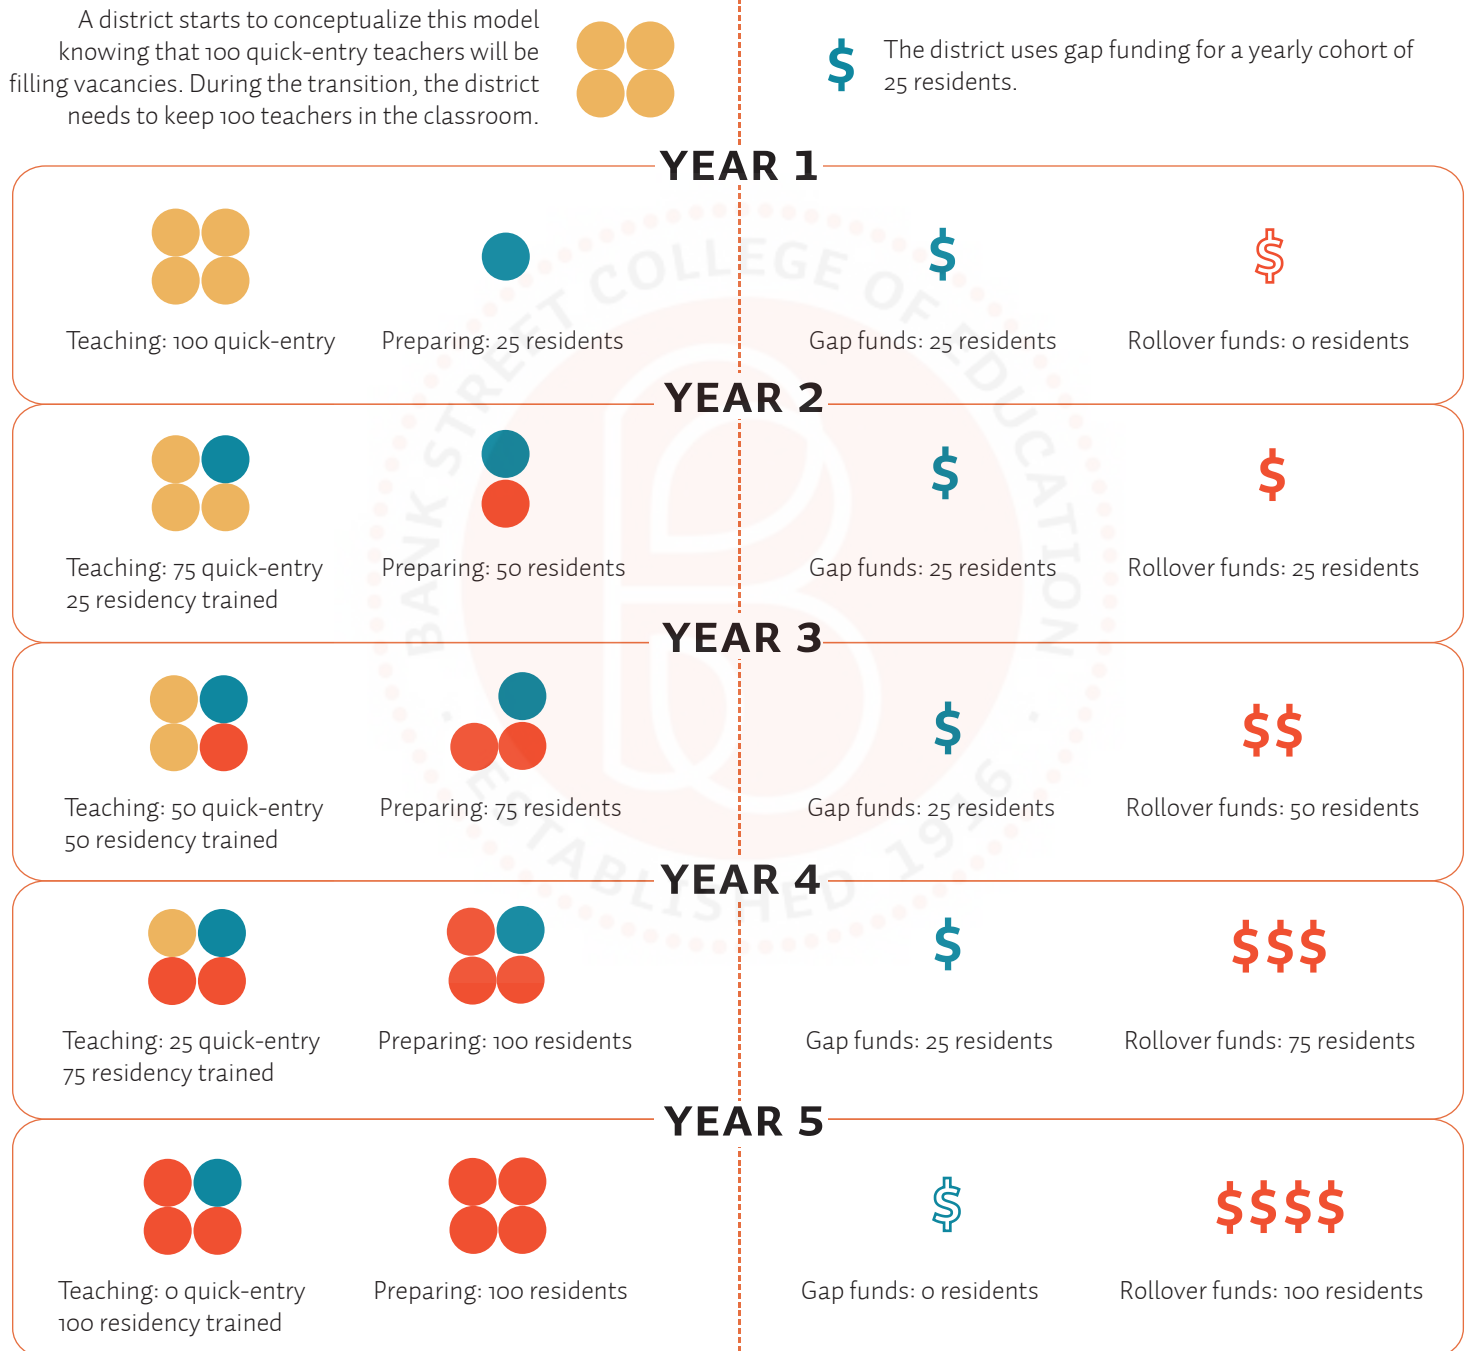 A district starts to conceptualize this model
knowing that 100 quick-entry teachers will be
filling vacancies. During the transition, the district
needs to keep 100 teachers in the classroom.
$
The district uses gap funding for a yearly cohort of
25 residents.
YEAR 1
$
$
Teaching: 100 quick-entry
Preparing: 25 residents
Gap funds: 25 residents
Rollover funds: 0 residents
YEAR 2
$
$
Teaching: 75 quick-entry
25 residency trained
Preparing: 50 residents
Gap funds: 25 residents
Rollover funds: 25 residents
YEAR 3
$
$$
Teaching: 50 quick-entry
50 residency trained
Preparing: 75 residents
Gap funds: 25 residents
Rollover funds: 50 residents
YEAR 4
$
$$$
Teaching: 25 quick-entry
75 residency trained
Preparing: 100 residents
Gap funds: 25 residents
Rollover funds: 75 residents
YEAR 5
$
$$$$
Teaching: 0 quick-entry
100 residency trained
Preparing: 100 residents
Gap funds: 0 residents
Rollover funds: 100 residents
BANK STREET COLLEGE OF EDUCATION
· ESTABLISHED 1916 ·
B